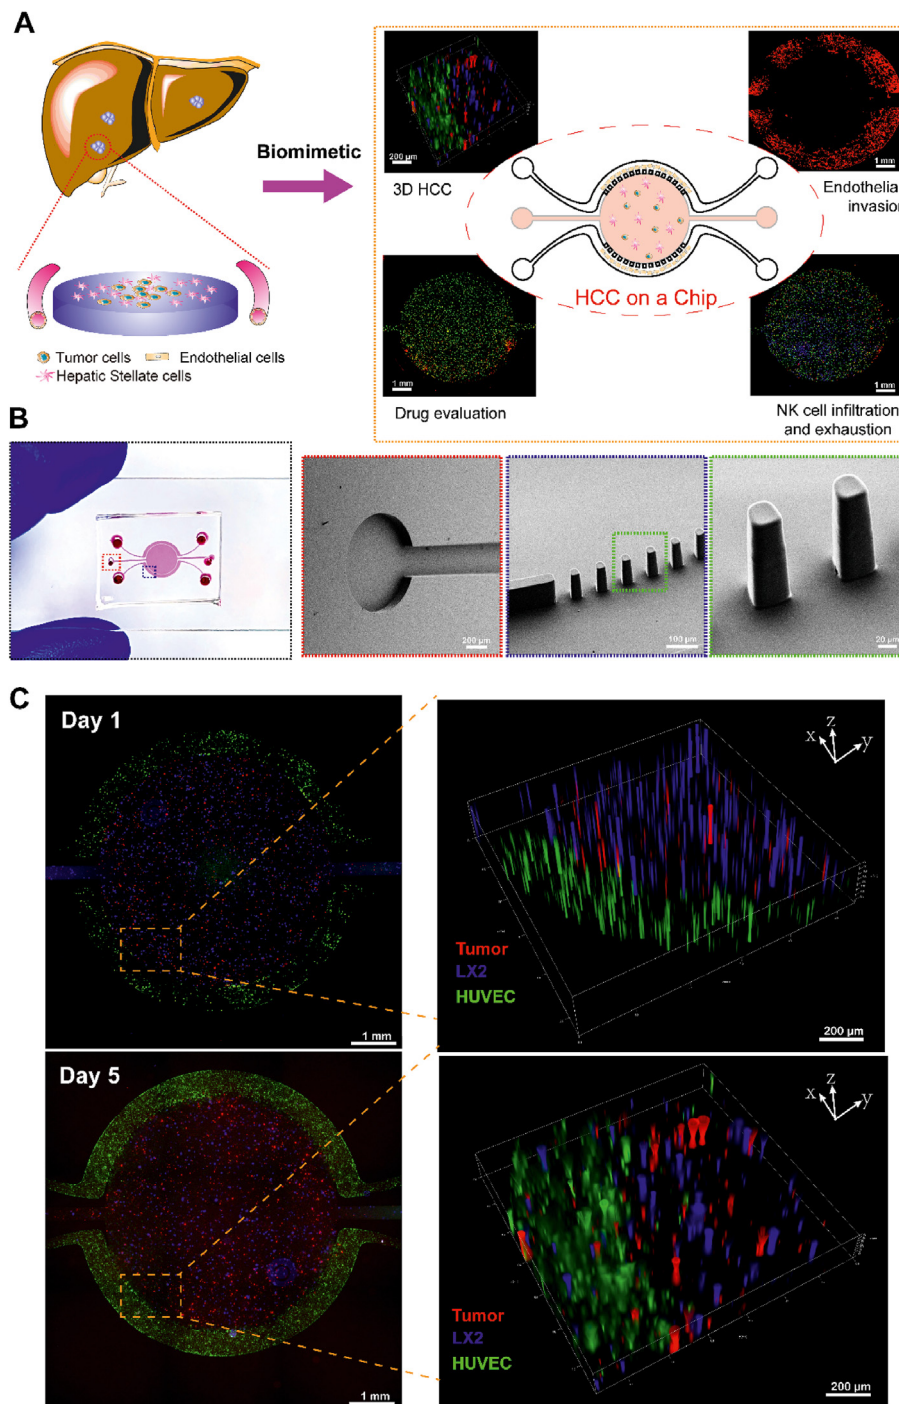 A
Biomimetic
200 μm
3D HCC
1 mm
Endothelial
invasion
HCC on a Chip
Tumor cells
Endothelial cells
Hepatic Stellate cells
1 mm
Drug evaluation
1 mm
NK cell infiltration
and exhaustion
B
200 μm
100 μm
20 μm
C
Day 1
1 mm
x
z
y
Tumor
LX2
HUVEC
200 μm
Day 5
1 mm
x
z
y
Tumor
LX2
HUVEC
200 μm